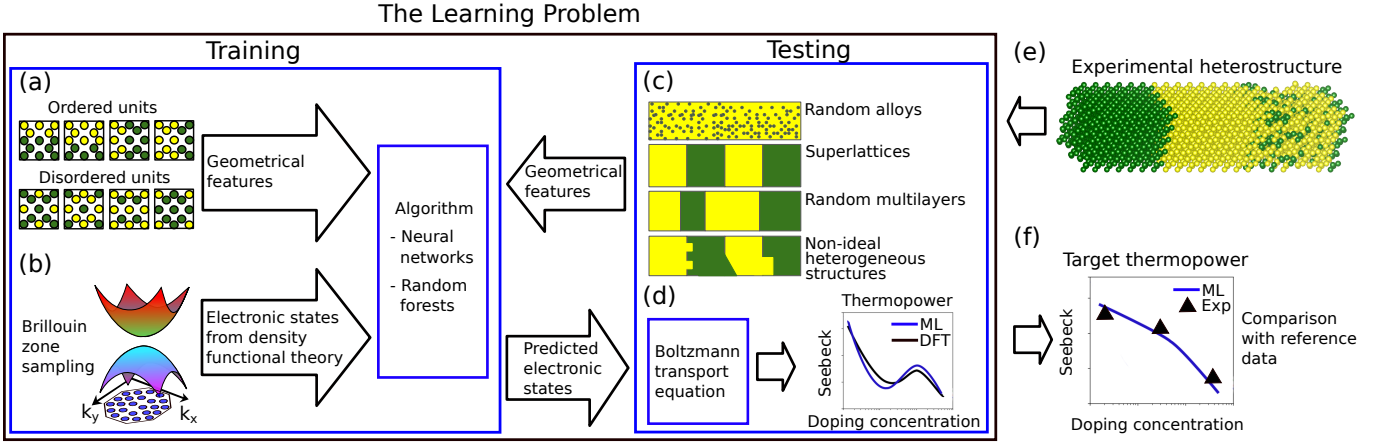 The Learning Problem
Training
(a)
Ordered units
Disordered units
Geometrical
features
(b)
Brillouin
zone
sampling
ky
kx
Electronic states
from density
functional theory
Algorithm
- Neural
networks
- Random
forests
Testing
(c)
Random alloys
Superlattices
Random multilayers
Non-ideal
heterogeneous
structures
Geometrical
features
Predicted
electronic
states
(d)
Boltzmann
transport
equation
Thermopower
ML
DFT
Seebeck
Doping concentration
(e)
Experimental heterostructure
(f)
Target thermopower
ML
Exp
Seebeck
Doping concentration
Comparison
with reference
data